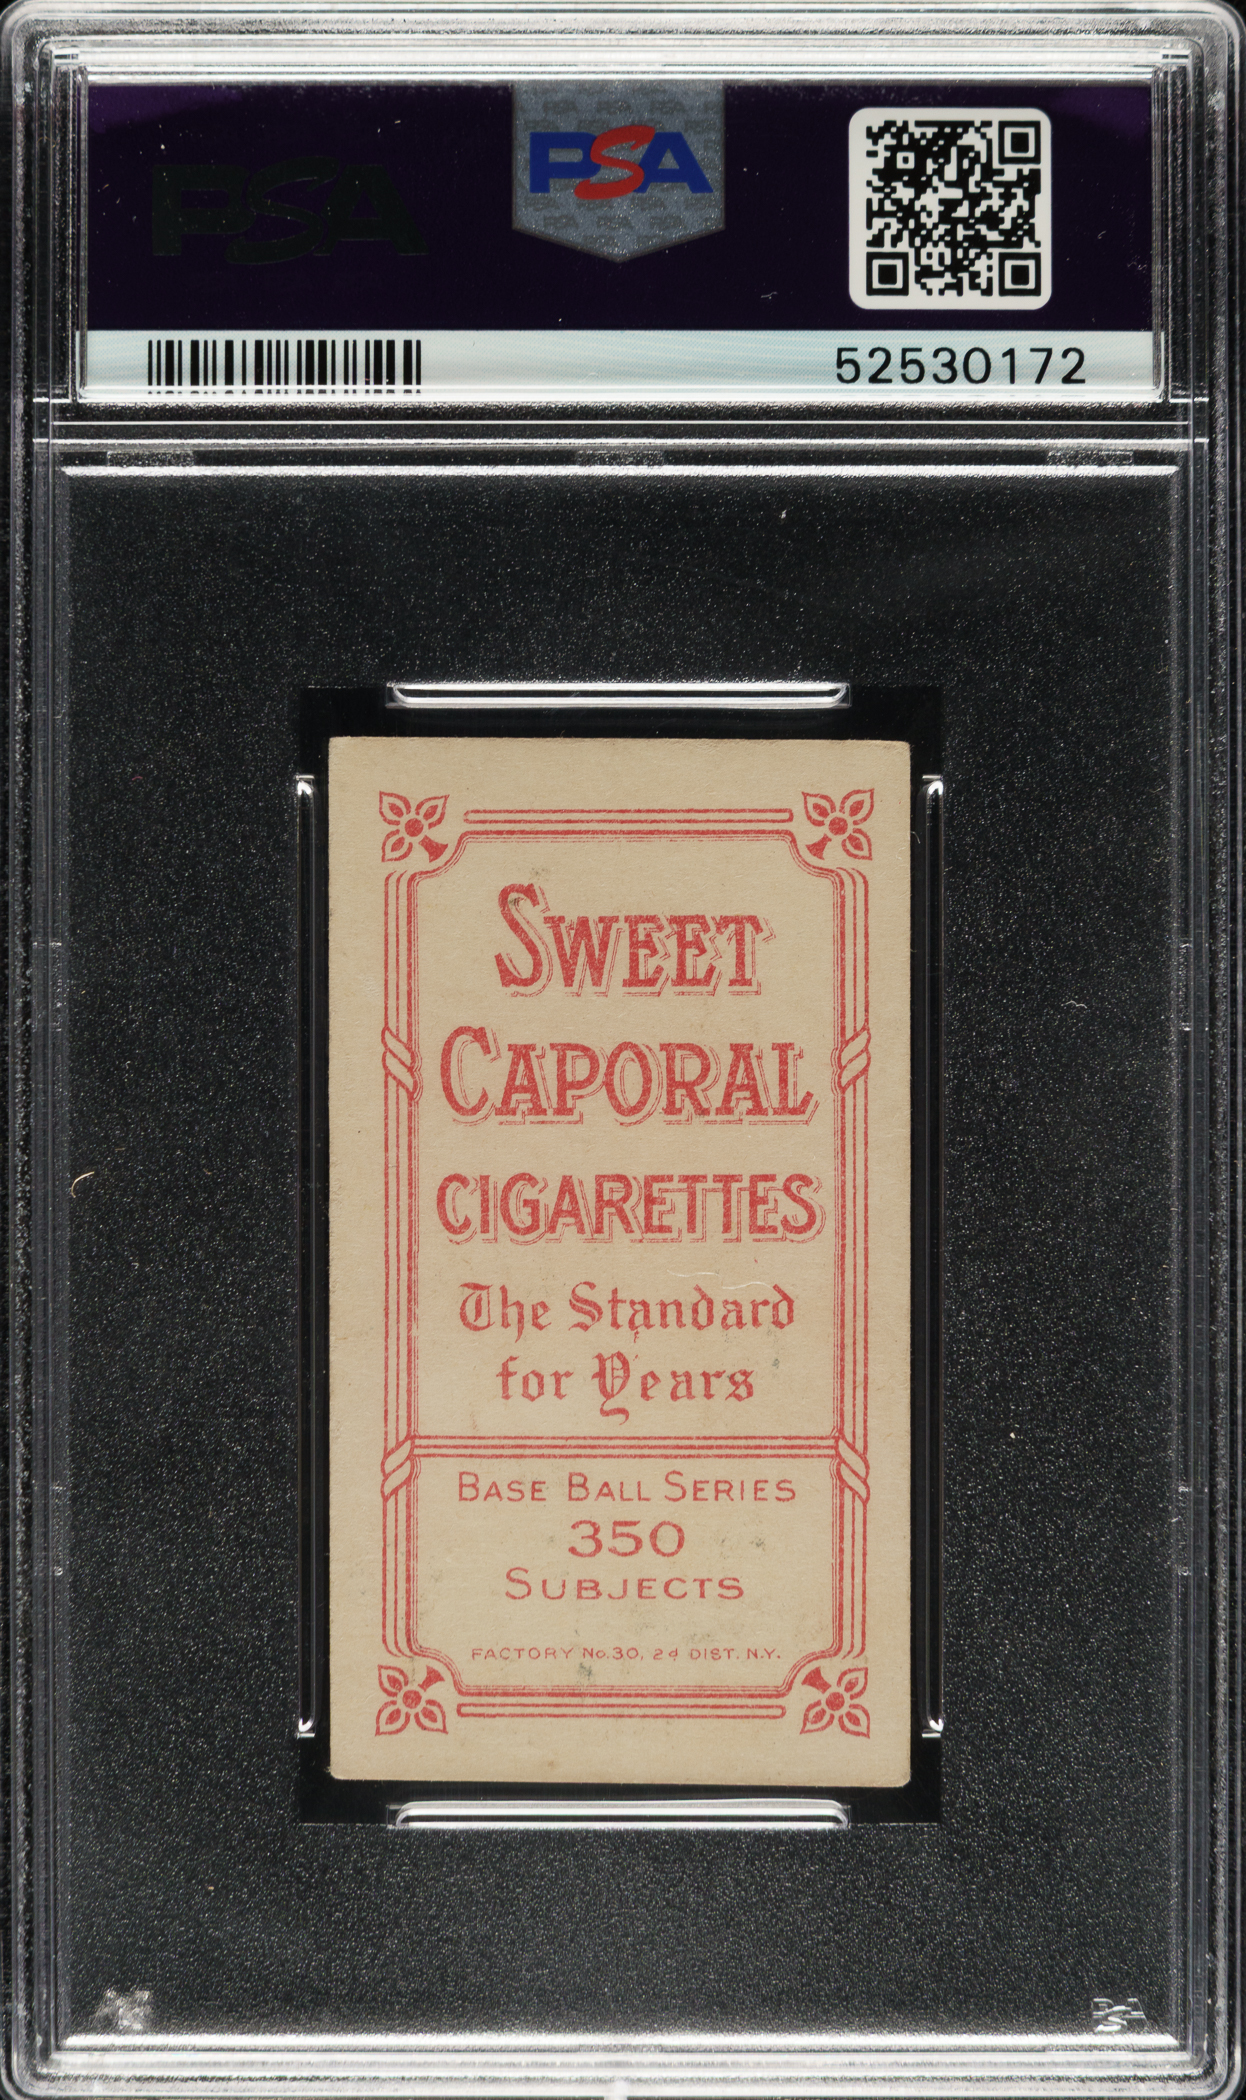 PSA
PSA
52530172
SWEET
CAPORAL
CIGARETTES
The Standard
for Years
BASE BALL SERIES
350
SUBJECTS
FACTORY No. 30, 2d DIST. N.Y.
PSA